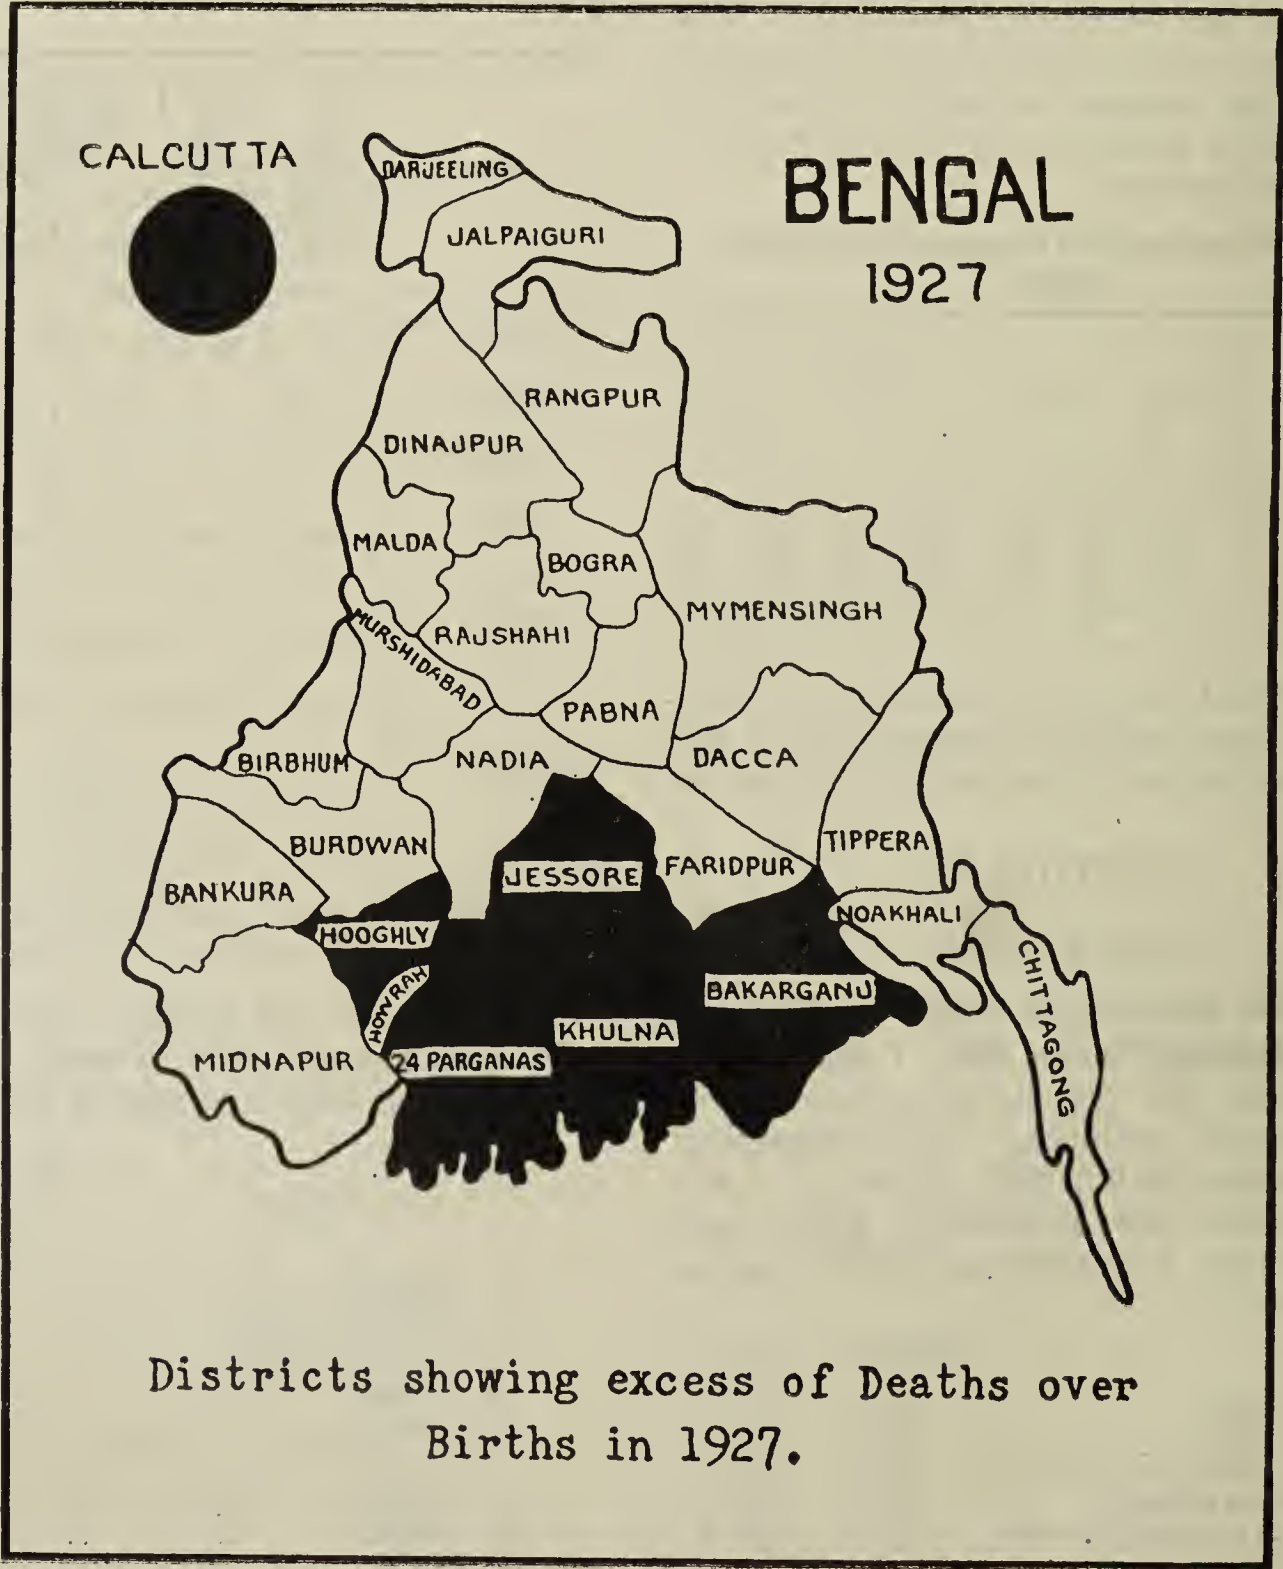 CALCUTTA
BENGAL
1927
DARJEELING
JALPAIGURI
RANGPUR
DINAJPUR
MALDA
BOGRA
MYMENSINGH
MURSHIDABAD
RAJSHAHI
PABNA
BIRBHUM
NADIA
DACCA
BURDWAN
TIPPERA
JESSORE
FARIDPUR
BANKURA
NOAKHALI
HOOGHLY
CHITTAGONG
HOWRAH
BAKARGANJ
KHULNA
MIDNAPUR
24 PARGANAS
Districts showing excess of Deaths over
Births in 1927.